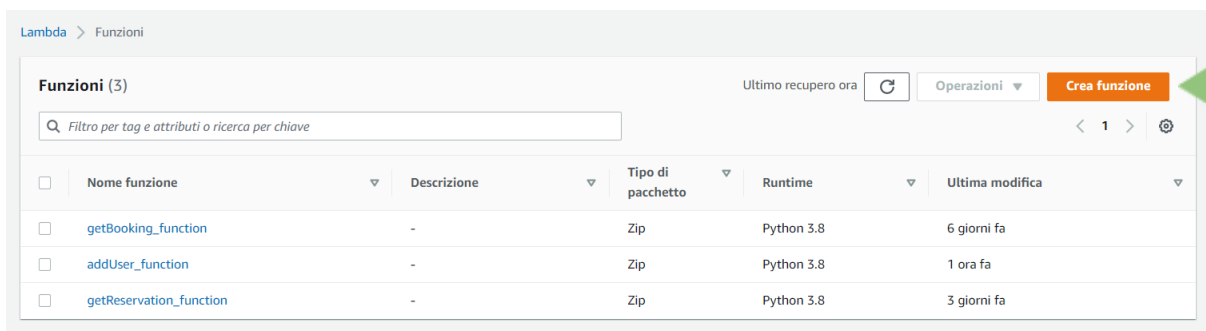 Lambda > Funzioni
Funzioni (3)
Ultimo recupero ora
Operazioni
Crea funzione
Filtro per tag e attributi o ricerca per chiave
< 1 >
Nome funzione Descrizione Tipo di pacchetto Runtime Ultima modifica
getBooking_function - Zip Python 3.8 6 giorni fa
addUser_function - Zip Python 3.8 1 ora fa
getReservation_function - Zip Python 3.8 3 giorni fa